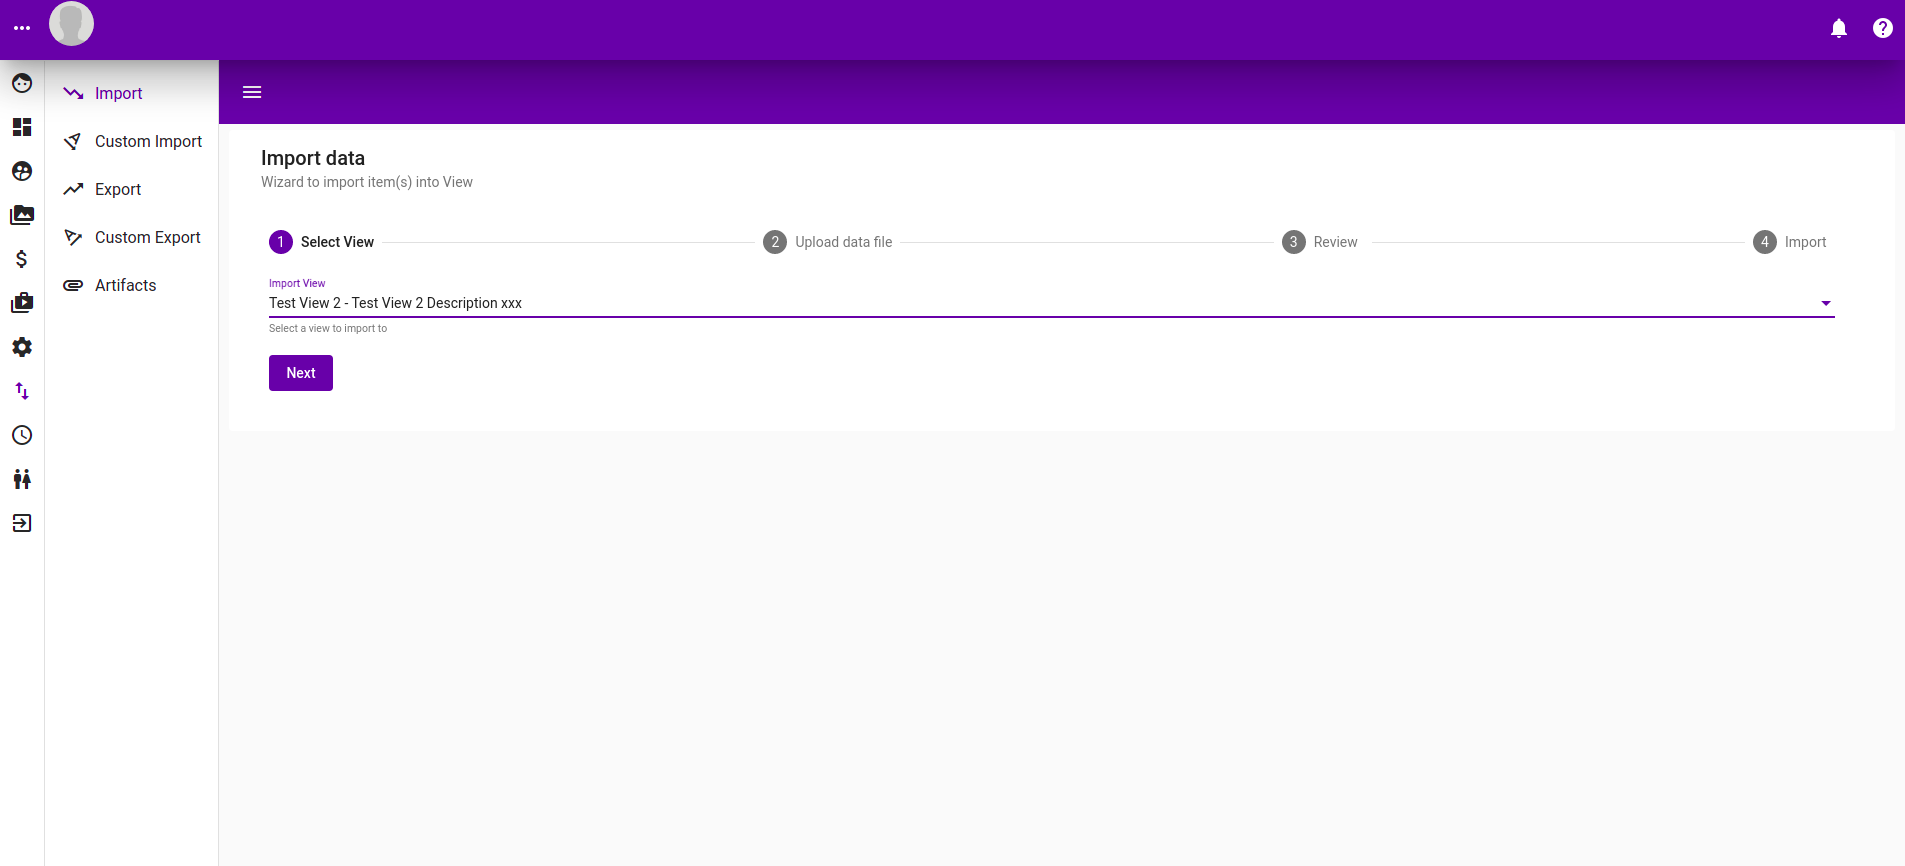 Import
Custom Import
Export
Custom Export
Artifacts
Import data
Wizard to import item(s) into View
1 Select View
2 Upload data file
3 Review
4 Import
Import View
Test View 2 - Test View 2 Description xxx
Select a view to import to
Next